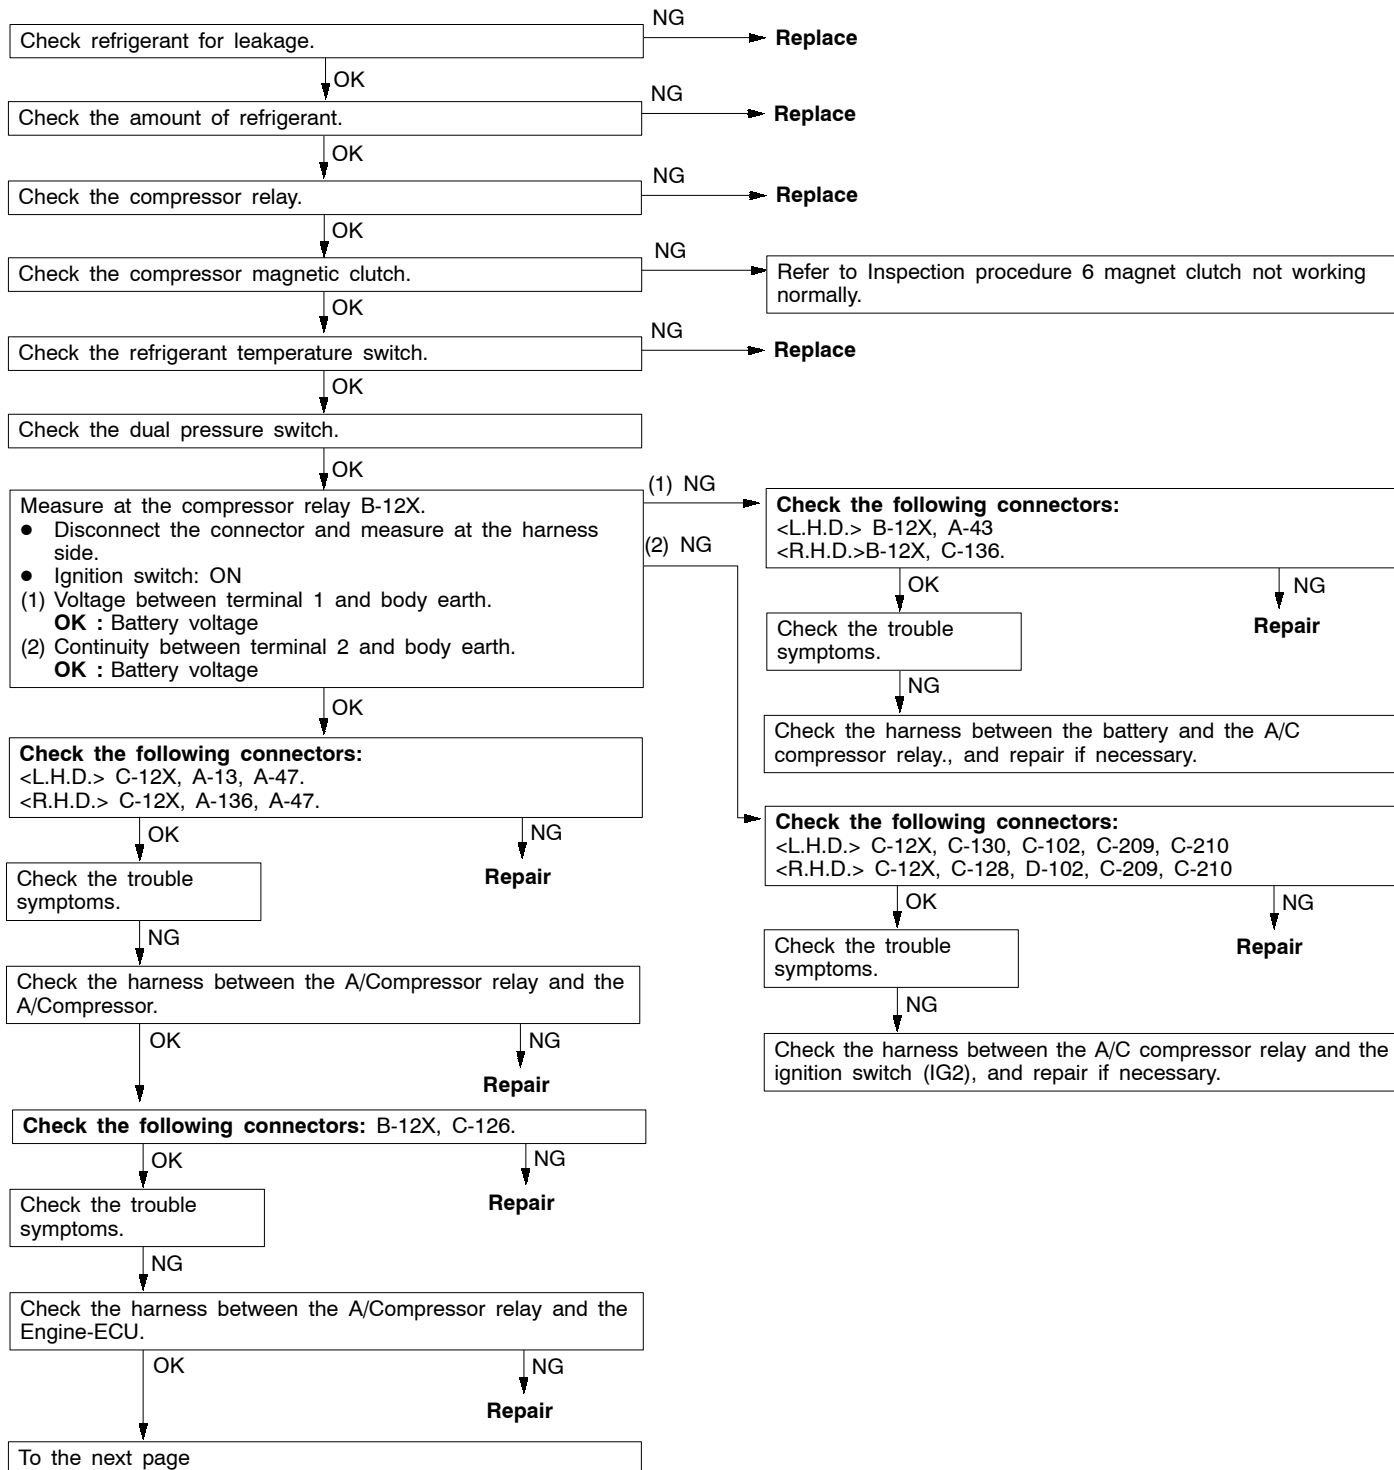 Check refrigerant for leakage.
NG
Replace
OK
Check the amount of refrigerant.
NG
Replace
OK
Check the compressor relay.
NG
Replace
OK
Check the compressor magnetic clutch.
NG
Refer to Inspection procedure 6 magnet clutch not working
normally.
OK
Check the refrigerant temperature switch.
NG
Replace
OK
Check the dual pressure switch.
OK
Measure at the compressor relay B-12X.
● Disconnect the connector and measure at the harness
side.
● Ignition switch: ON
(1) Voltage between terminal 1 and body earth.
OK : Battery voltage
(2) Continuity between terminal 2 and body earth.
OK : Battery voltage
(1) NG
(2) NG
Check the following connectors:
<L.H.D.> B-12X, A-43
<R.H.D.>B-12X, C-136.
OK
NG
Repair
Check the trouble
symptoms.
NG
Check the harness between the battery and the A/C
compressor relay., and repair if necessary.
Check the following connectors:
<L.H.D.> C-12X, C-130, C-102, C-209, C-210
<R.H.D.> C-12X, C-128, D-102, C-209, C-210
OK
NG
Repair
Check the trouble
symptoms.
NG
Check the harness between the A/C compressor relay and the
ignition switch (IG2), and repair if necessary.
OK
Check the following connectors:
<L.H.D.> C-12X, A-13, A-47.
<R.H.D.> C-12X, A-136, A-47.
OK
NG
Repair
Check the trouble
symptoms.
NG
Check the harness between the A/Compressor relay and the
A/Compressor.
OK
NG
Repair
Check the following connectors: B-12X, C-126.
OK
NG
Repair
Check the trouble
symptoms.
NG
Check the harness between the A/Compressor relay and the
Engine-ECU.
OK
NG
Repair
To the next page